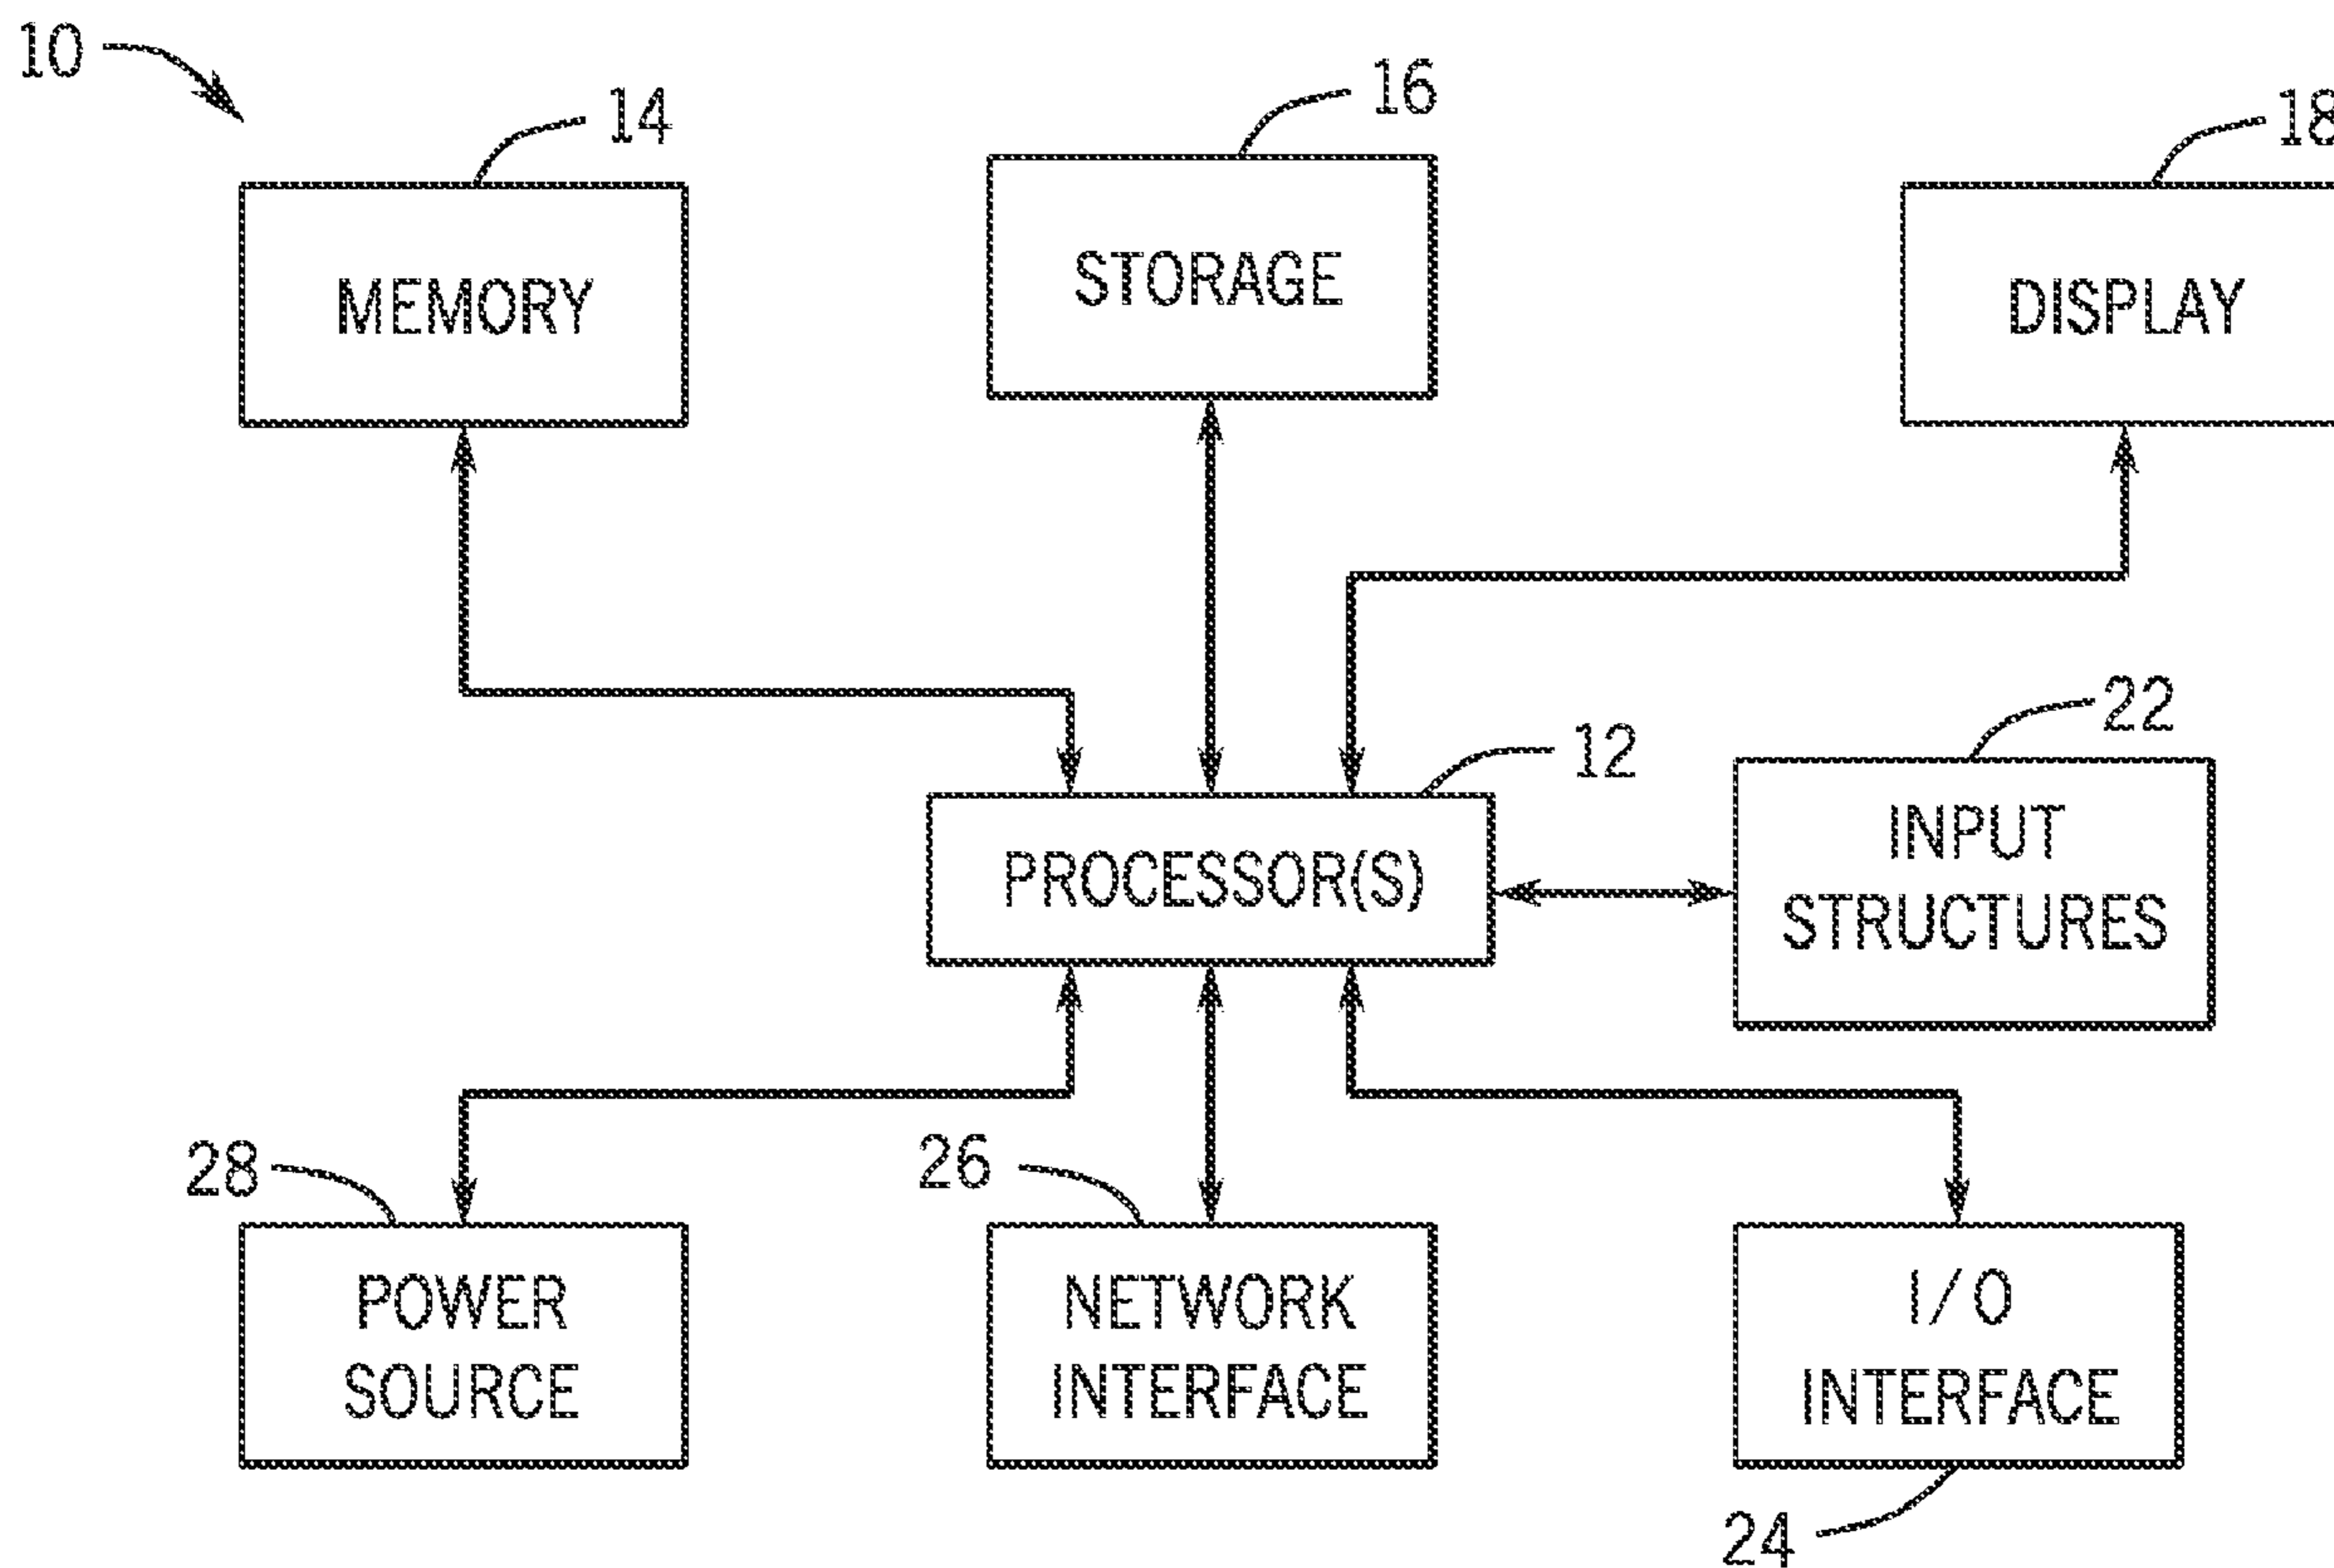 10
14
16
18
MEMORY
STORAGE
DISPLAY
12
22
PROCESSOR(S)
INPUT
STRUCTURES
28
26
POWER
SOURCE
NETWORK
INTERFACE
I/O
INTERFACE
24